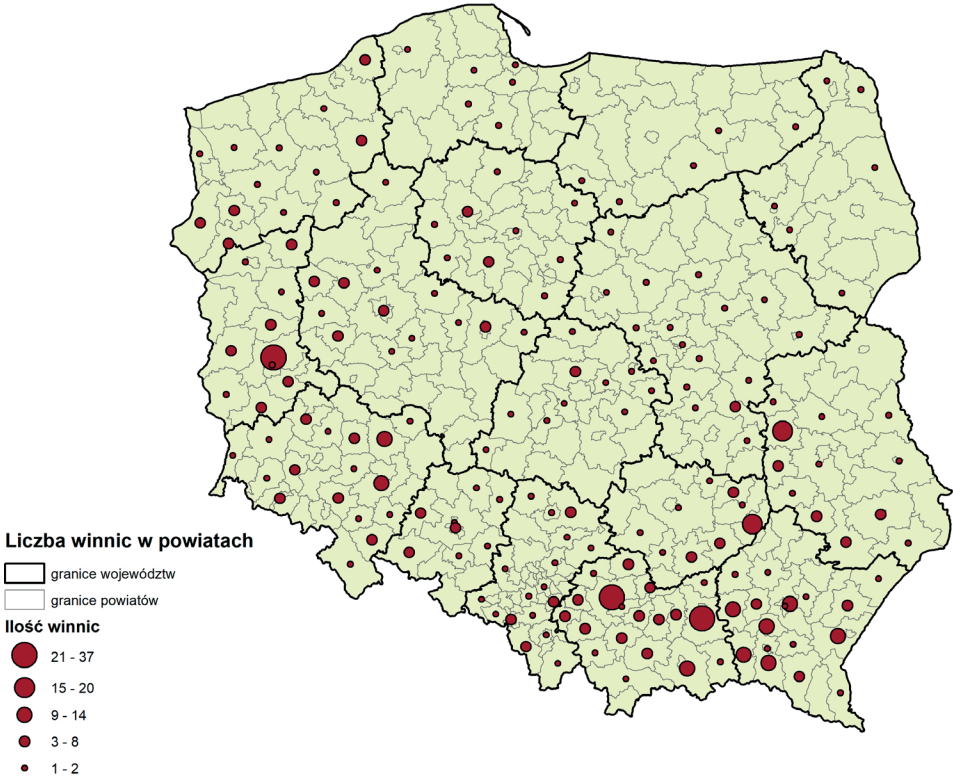 Liczba winnic w powiatach
granice województw
granice powiatów
Ilość winnic
21 - 37
15 - 20
9 - 14
3 - 8
1 - 2